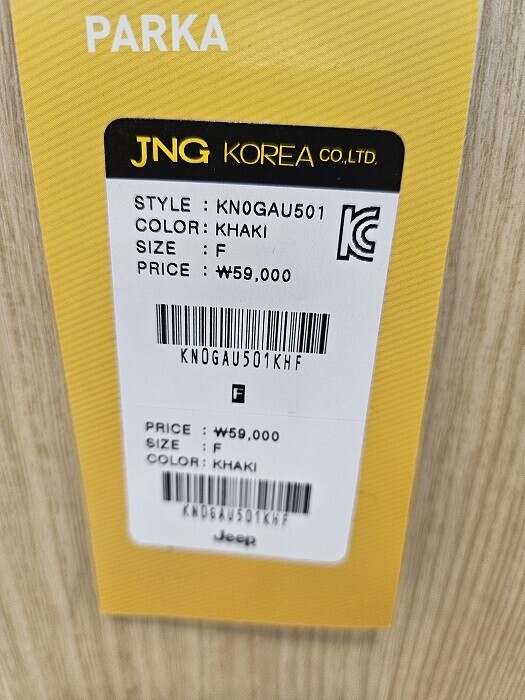 PARKA
JNG KOREA CO.,LTD.
STYLE : KN0GAU501
COLOR : KHAKI
SIZE : F
PRICE : ₩59,000
KN0GAU501KHF
F
PRICE : ₩59,000
SIZE : F
COLOR : KHAKI
KN0GAU501KHF
Jeep